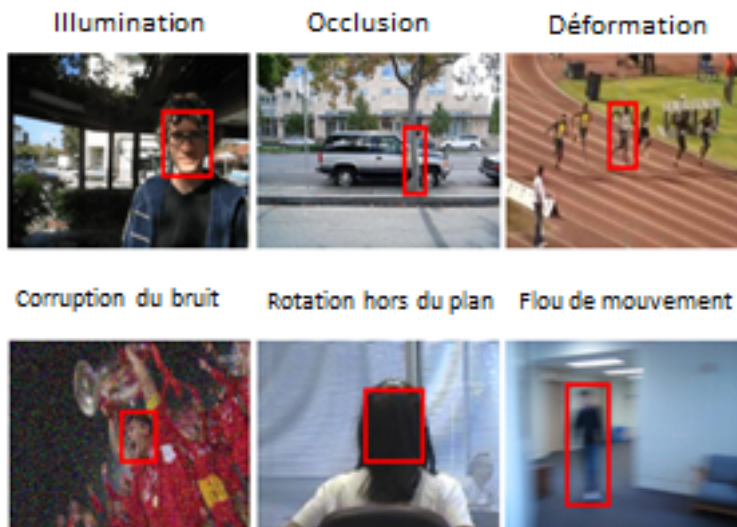 Illumination
Occlusion
Déformation
Corruption du bruit
Rotation hors du plan
Flou de mouvement